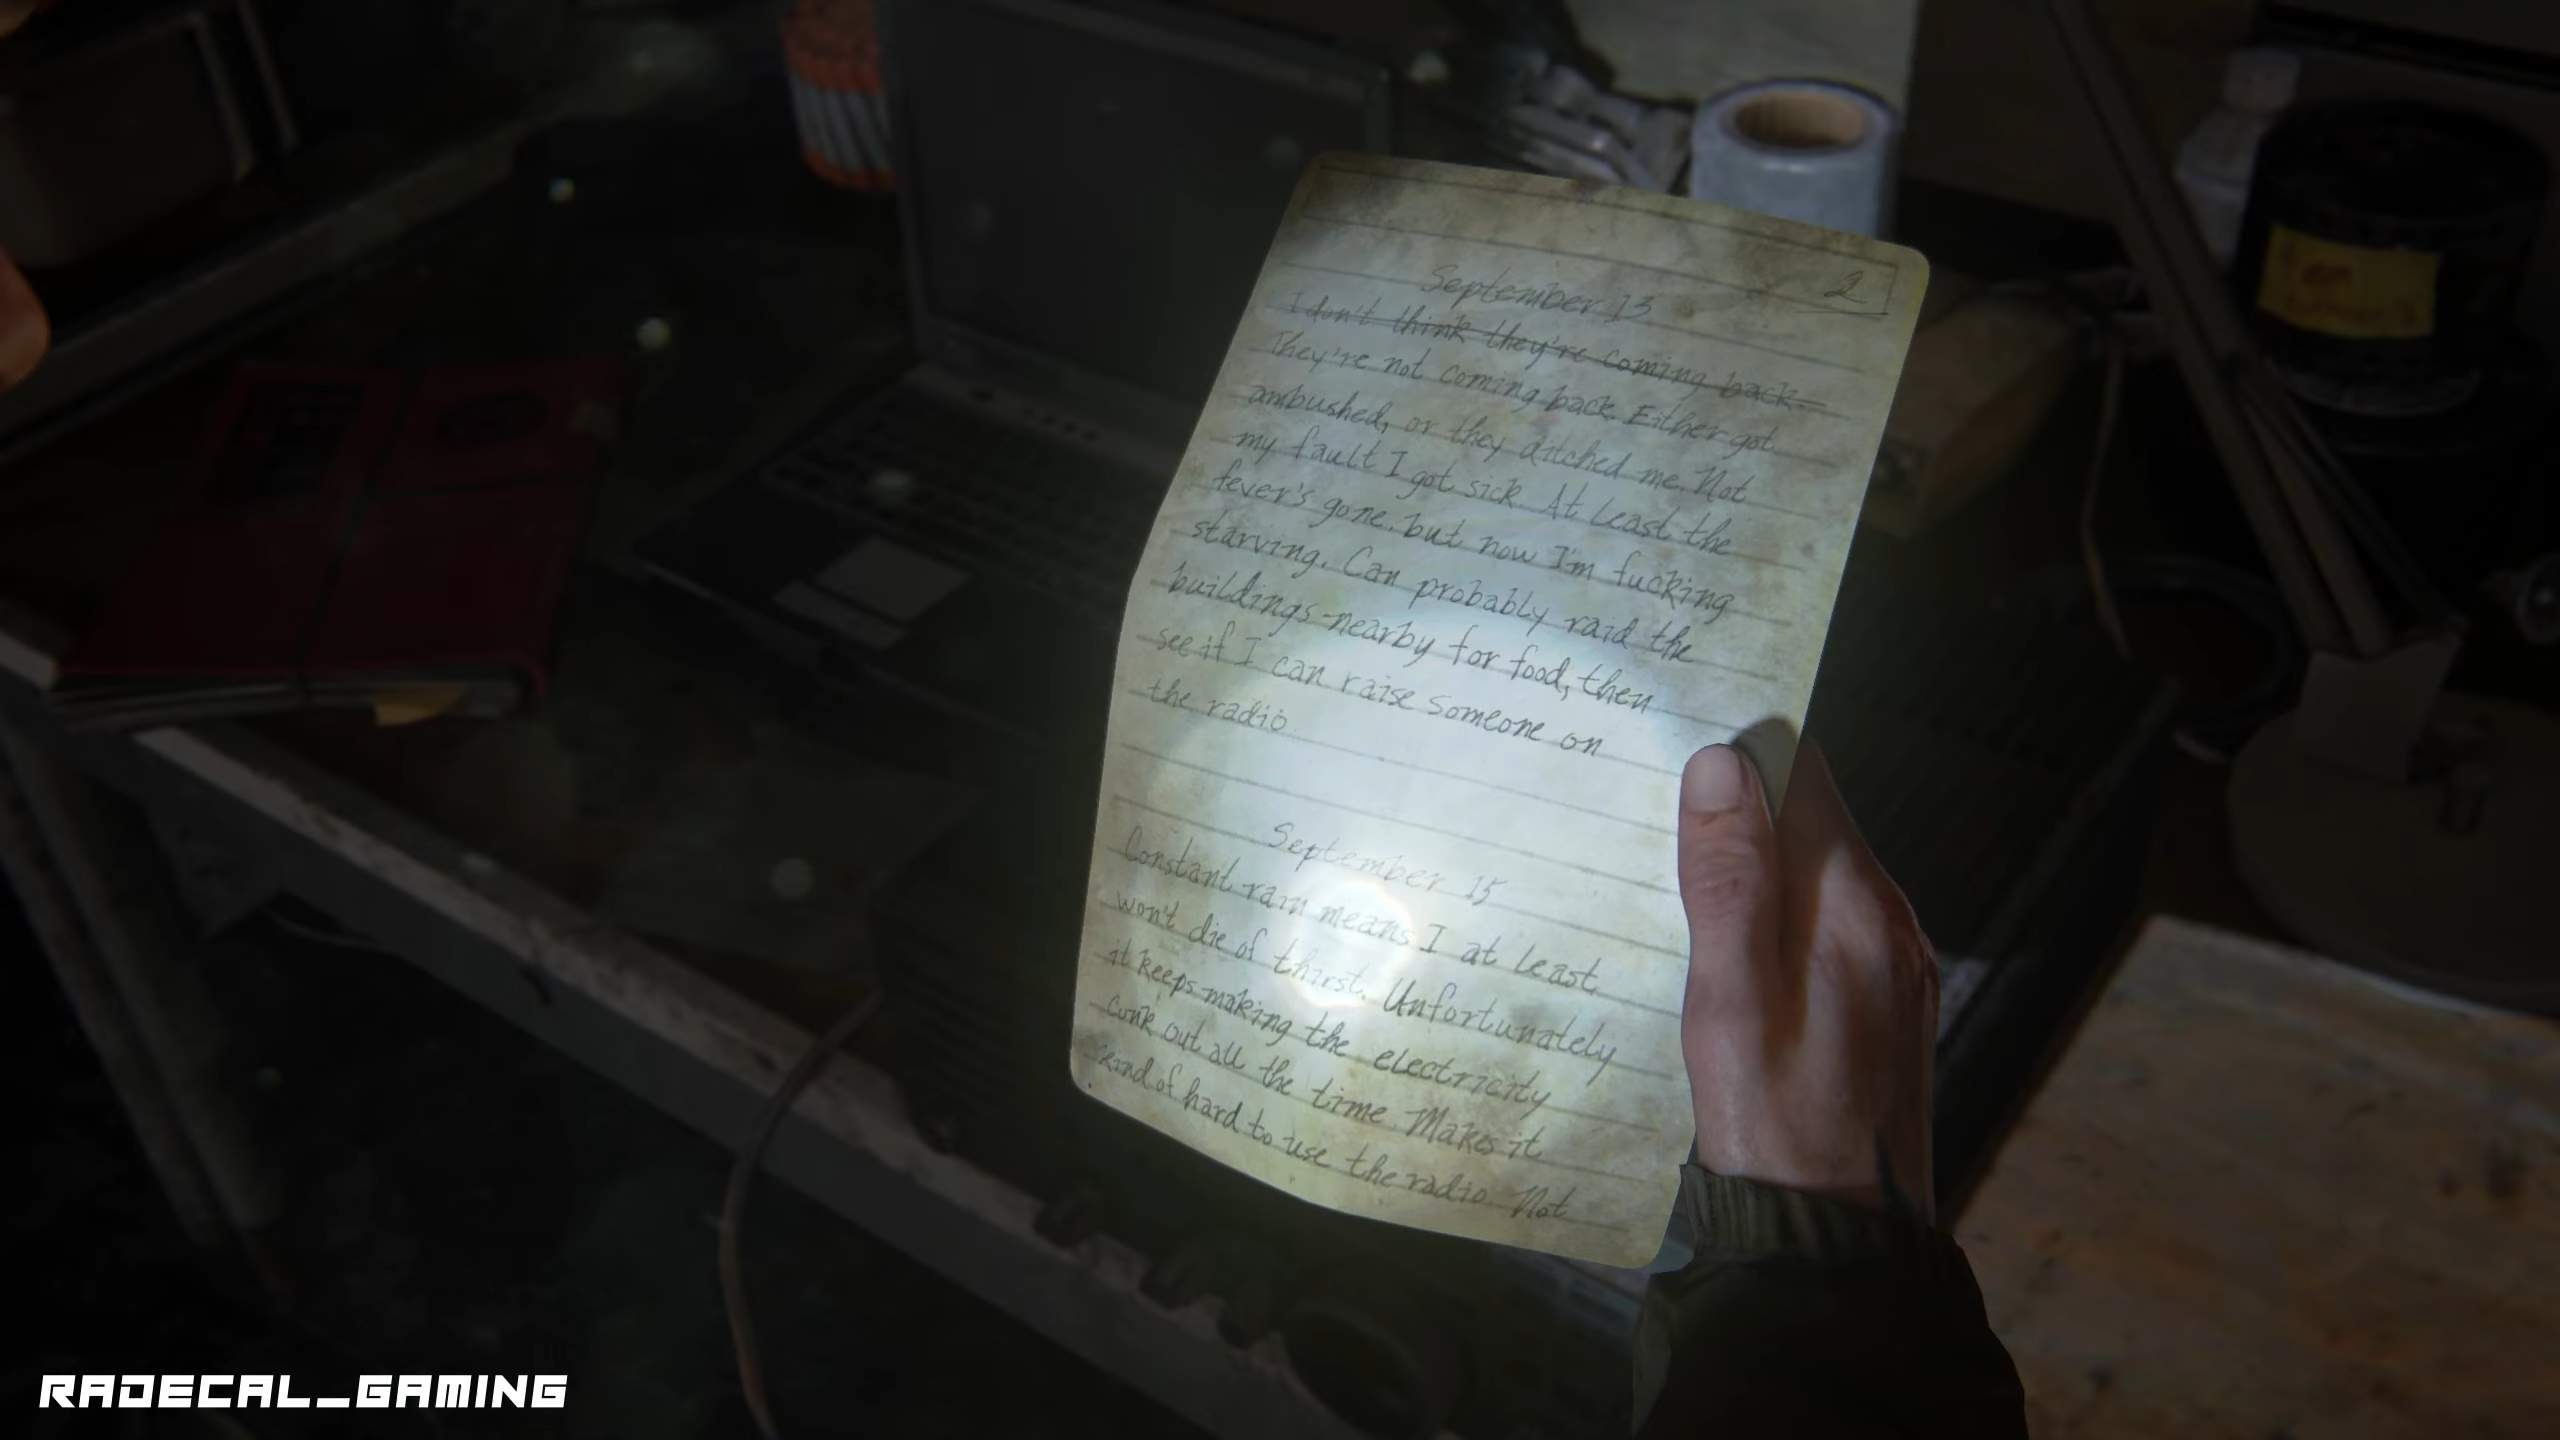 2
September 13
I don't think they're coming back.
They're not coming back. Either got
ambushed, or they ditched me. Not
my fault I got sick. At least the
fever's gone. but now I'm fucking
starving. Can probably raid the
buildings nearby for food, then
see if I can raise someone on
the radio.
September 15
Constant rain means I at least
won't die of thirst. Unfortunately
it keeps making the electricity
conk out all the time. Makes it
kind of hard to use the radio. Not
RADECAL_GAMING